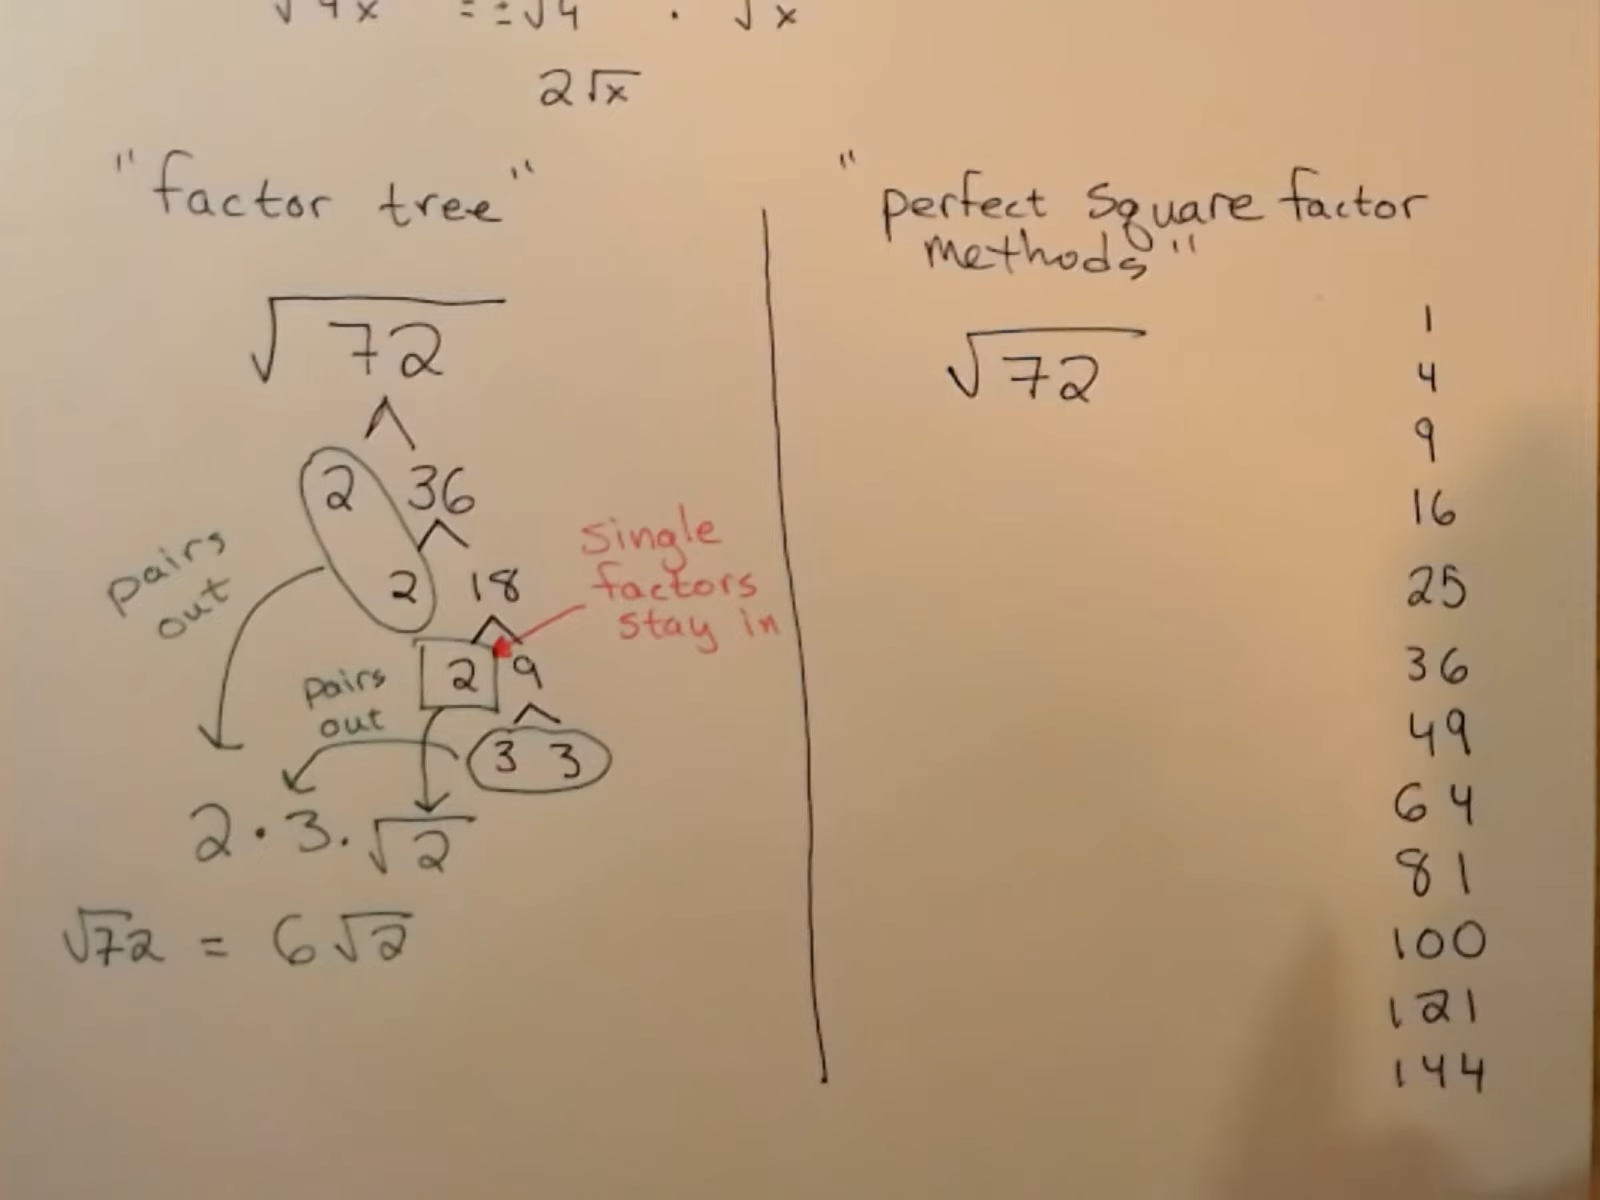 √4x = ±√4 · √x
2√x
"factor tree"
√72
2 36
2 18
2 9
3 3
pairs
out
pairs
out
single
factors
stay in
2 · 3 · √2
√72 = 6√2
"perfect square factor
methods"
√72
1
4
9
16
25
36
49
64
81
100
121
144